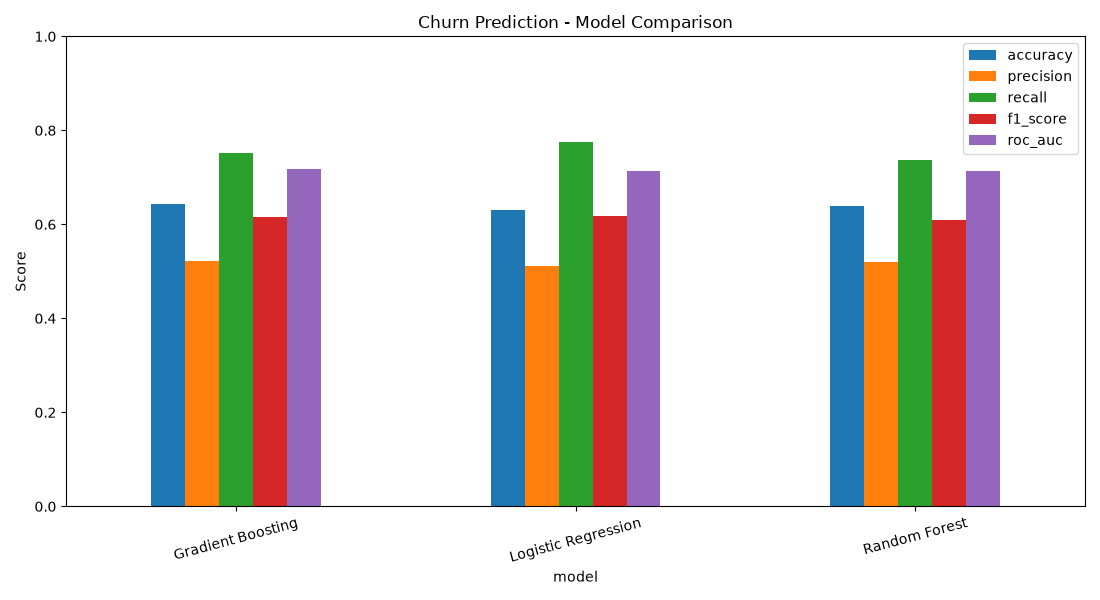 Churn Prediction - Model Comparison
1.0
0.8
0.6
0.4
0.2
0.0
Score
accuracy
precision
recall
f1_score
roc_auc
Gradient Boosting
Logistic Regression
Random Forest
model